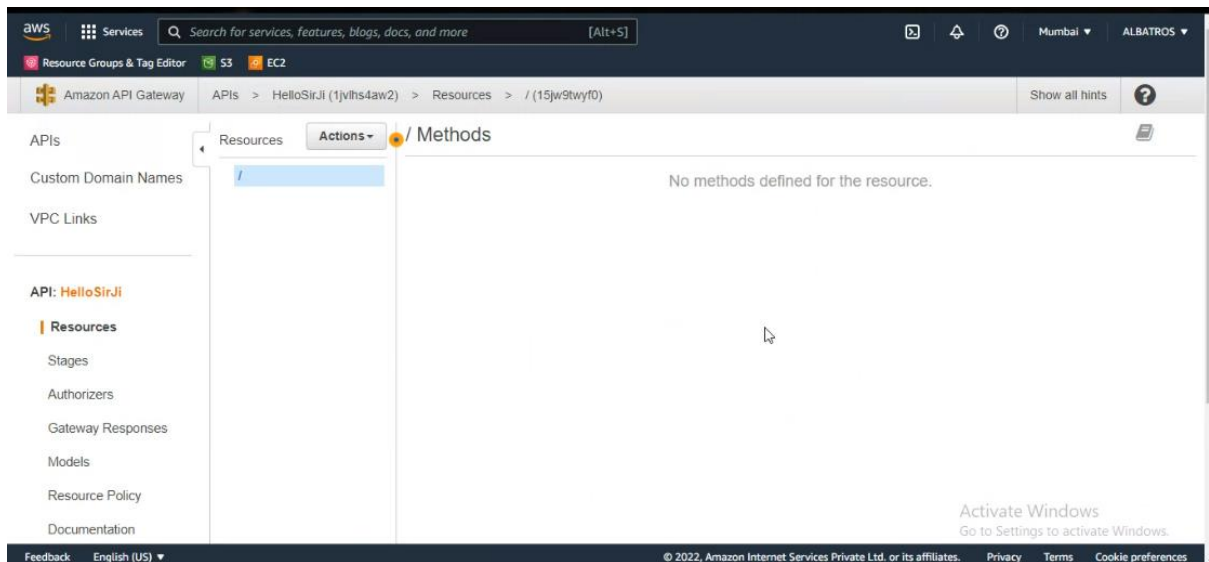 aws Services Search for services, features, blogs, docs, and more [Alt+S] Mumbai ▼ ALBATROS ▼
Resource Groups & Tag Editor S3 EC2
Amazon API Gateway APIs > HelloSirJi (1jvlhs4aw2) > Resources > / (15jw9twyf0) Show all hints ?
APIs
Custom Domain Names
VPC Links
API: HelloSirJi
Resources
Stages
Authorizers
Gateway Responses
Models
Resource Policy
Documentation
Resources Actions
/
/ Methods
No methods defined for the resource.
Activate Windows
Go to Settings to activate Windows.
Feedback English (US) ▼ © 2022, Amazon Internet Services Private Ltd. or its affiliates. Privacy Terms Cookie preferences